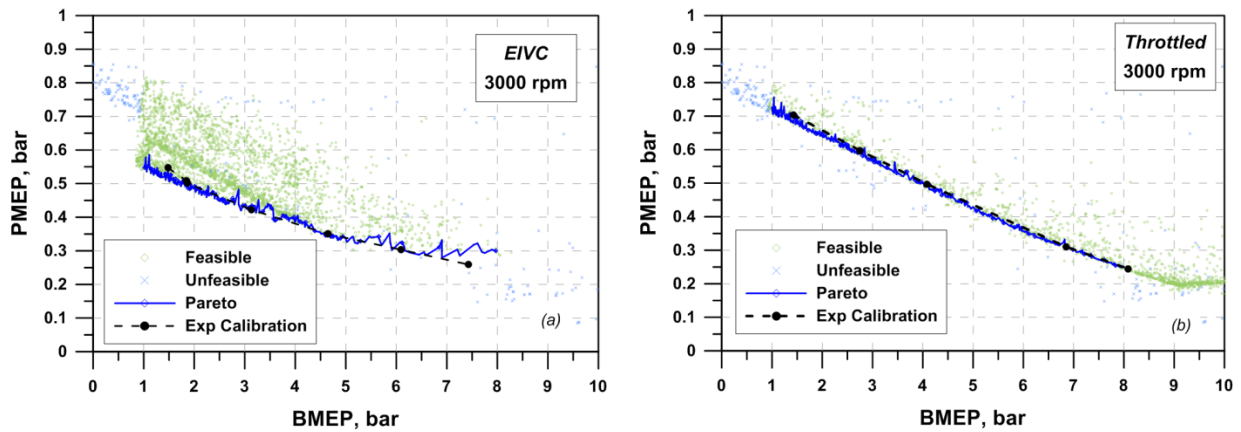 1
0.9
0.8
0.7
0.6
0.5
0.4
0.3
0.2
0.1
0
PMEP, bar
EIVC
3000 rpm
Feasible
Unfeasible
Pareto
Exp Calibration
(a)
0 1 2 3 4 5 6 7 8 9 10
BMEP, bar
1
0.9
0.8
0.7
0.6
0.5
0.4
0.3
0.2
0.1
0
PMEP, bar
Throttled
3000 rpm
Feasible
Unfeasible
Pareto
Exp Calibration
(b)
0 1 2 3 4 5 6 7 8 9 10
BMEP, bar